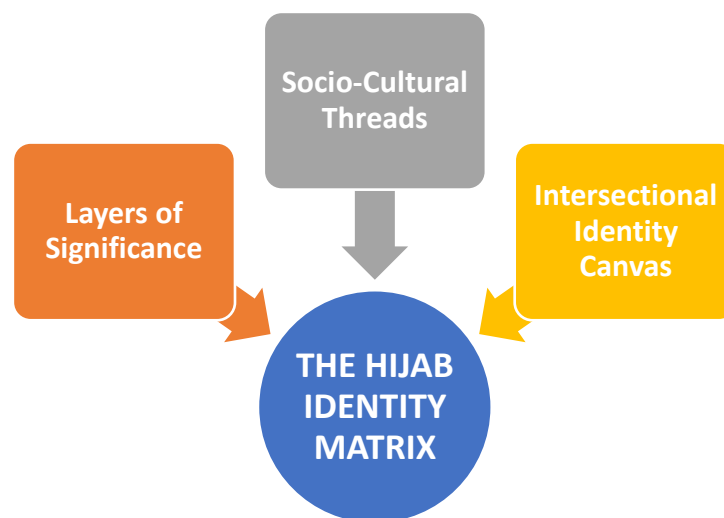 Socio-Cultural
Threads
Layers of
Significance
Intersectional
Identity
Canvas
THE HIJAB
IDENTITY
MATRIX